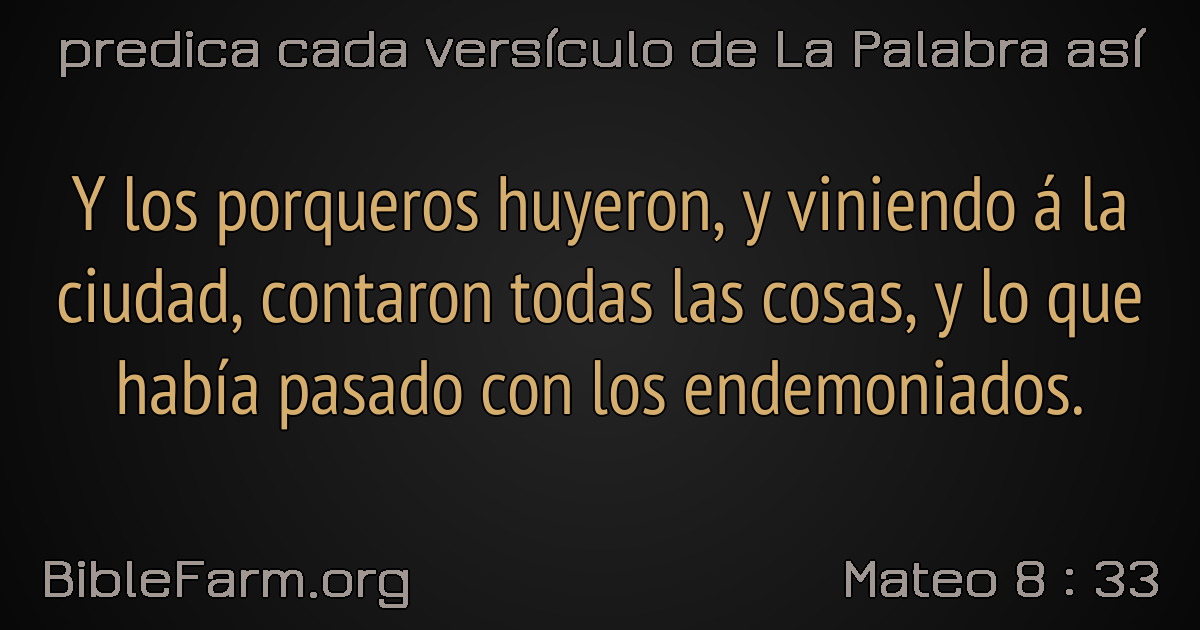 predica cada versículo de La Palabra así
Y los porqueros huyeron, y viniendo á la
ciudad, contaron todas las cosas, y lo que
había pasado con los endemoniados.
BibleFarm.org
Mateo 8 : 33